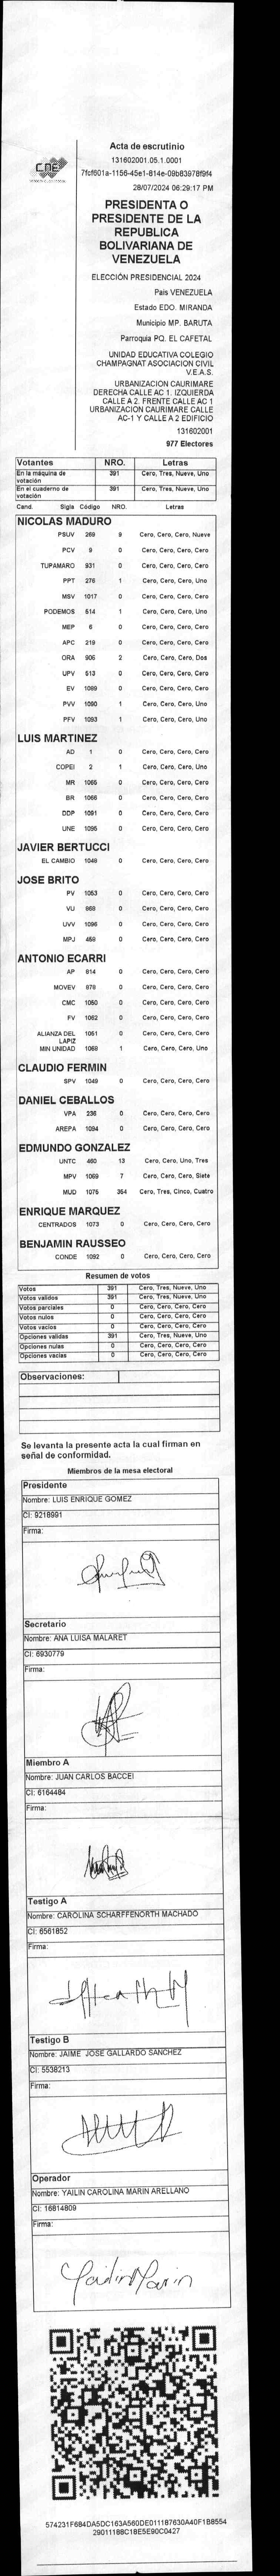 CNE
Acta de escrutinio
131602001.05.1.0001
7fcf601a-1156-45e1-814e-09b83978f9f4
28/07/2024 06:29:17 PM
PRESIDENTA O
PRESIDENTE DE LA
REPUBLICA
BOLIVARIANA DE
VENEZUELA
ELECCIÓN PRESIDENCIAL 2024
Pais VENEZUELA
Estado EDO. MIRANDA
Municipio MP. BARUTA
Parroquia PQ. EL CAFETAL
UNIDAD EDUCATIVA COLEGIO
CHAMPAGNAT ASOCIACION CIVIL
V.E.A.S.
URBANIZACION CAURIMARE
DERECHA CALLE AC 1. IZQUIERDA
CALLE A 2. FRENTE CALLE AC 1
URBANIZACION CAURIMARE CALLE
AC-1 Y CALLE A 2 EDIFICIO
131602001
977 Electores
Votantes NRO. Letras
En la máquina de votación 391 Cero, Tres, Nueve, Uno
En el cuaderno de votación 391 Cero, Tres, Nueve, Uno
Cand. Sigla Código NRO. Letras
NICOLAS MADURO
PSUV 269 9 Cero, Cero, Cero, Nueve
PCV 9 0 Cero, Cero, Cero, Cero
TUPAMARO 931 0 Cero, Cero, Cero, Cero
PPT 276 1 Cero, Cero, Cero, Uno
MSV 1017 0 Cero, Cero, Cero, Cero
PODEMOS 514 1 Cero, Cero, Cero, Uno
MEP 6 0 Cero, Cero, Cero, Cero
APC 219 0 Cero, Cero, Cero, Cero
ORA 906 2 Cero, Cero, Cero, Dos
UPV 513 0 Cero, Cero, Cero, Cero
EV 1089 0 Cero, Cero, Cero, Cero
PVV 1090 1 Cero, Cero, Cero, Uno
PFV 1093 1 Cero, Cero, Cero, Uno
LUIS MARTINEZ
AD 1 0 Cero, Cero, Cero, Cero
COPEI 2 1 Cero, Cero, Cero, Uno
MR 1065 0 Cero, Cero, Cero, Cero
BR 1066 0 Cero, Cero, Cero, Cero
DDP 1091 0 Cero, Cero, Cero, Cero
UNE 1095 0 Cero, Cero, Cero, Cero
JAVIER BERTUCCI
EL CAMBIO 1048 0 Cero, Cero, Cero, Cero
JOSE BRITO
PV 1053 0 Cero, Cero, Cero, Cero
VU 988 0 Cero, Cero, Cero, Cero
UVV 1096 0 Cero, Cero, Cero, Cero
MPJ 459 0 Cero, Cero, Cero, Cero
ANTONIO ECARRI
AP 814 0 Cero, Cero, Cero, Cero
MOVEV 978 0 Cero, Cero, Cero, Cero
CMC 1050 0 Cero, Cero, Cero, Cero
FV 1062 0 Cero, Cero, Cero, Cero
ALIANZA DEL LAPIZ 1051 0 Cero, Cero, Cero, Cero
MIN UNIDAD 1068 1 Cero, Cero, Cero, Uno
CLAUDIO FERMIN
SPV 1049 0 Cero, Cero, Cero, Cero
DANIEL CEBALLOS
VPA 236 0 Cero, Cero, Cero, Cero
AREPA 1094 0 Cero, Cero, Cero, Cero
EDMUNDO GONZALEZ
UNTC 460 13 Cero, Cero, Uno, Tres
MPV 1069 7 Cero, Cero, Cero, Siete
MUD 1075 354 Cero, Tres, Cinco, Cuatro
ENRIQUE MARQUEZ
CENTRADOS 1073 0 Cero, Cero, Cero, Cero
BENJAMIN RAUSSEO
CONDE 1092 0 Cero, Cero, Cero, Cero
Resumen de votos
Votos 391 Cero, Tres, Nueve, Uno
Votos validos 391 Cero, Tres, Nueve, Uno
Votos parciales 0 Cero, Cero, Cero, Cero
Votos nulos 0 Cero, Cero, Cero, Cero
Votos vacios 0 Cero, Cero, Cero, Cero
Opciones validas 391 Cero, Tres, Nueve, Uno
Opciones nulas 0 Cero, Cero, Cero, Cero
Opciones vacias 0 Cero, Cero, Cero, Cero
Observaciones:
Se levanta la presente acta la cual firman en
señal de conformidad.
Miembros de la mesa electoral
Presidente
Nombre: LUIS ENRIQUE GOMEZ
CI: 9218991
Firma:
Secretario
Nombre: ANA LUISA MALARET
CI: 6930779
Firma:
Miembro A
Nombre: JUAN CARLOS BACCEI
CI: 6164484
Firma:
Testigo A
Nombre: CAROLINA SCHARFFENORTH MACHADO
CI: 6561852
Firma:
Testigo B
Nombre: JAIME JOSE GALLARDO SANCHEZ
CI: 5538213
Firma:
Operador
Nombre: YAILIN CAROLINA MARIN ARELLANO
CI: 16814809
Firma:
Yailin Marin
574231F684DA5DC163A560DE011187630A40F1B8554
29011188C18E5E90C0427